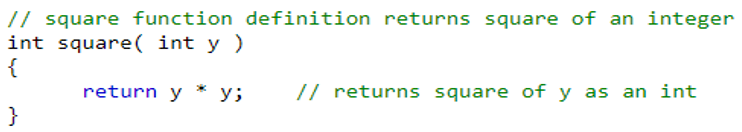 // square function definition returns square of an integer
int square( int y )
{
return y * y;    // returns square of y as an int
}